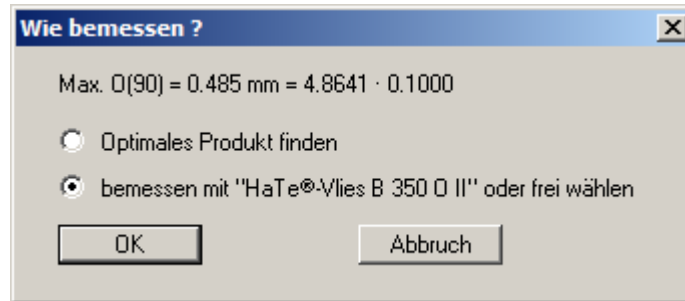 Wie bemessen ?
Max. O(90) = 0.485 mm = 4.8641 · 0.1000
Optimales Produkt finden
bemessen mit "HaTe®-Vlies B 350 O II" oder frei wählen
OK
Abbruch